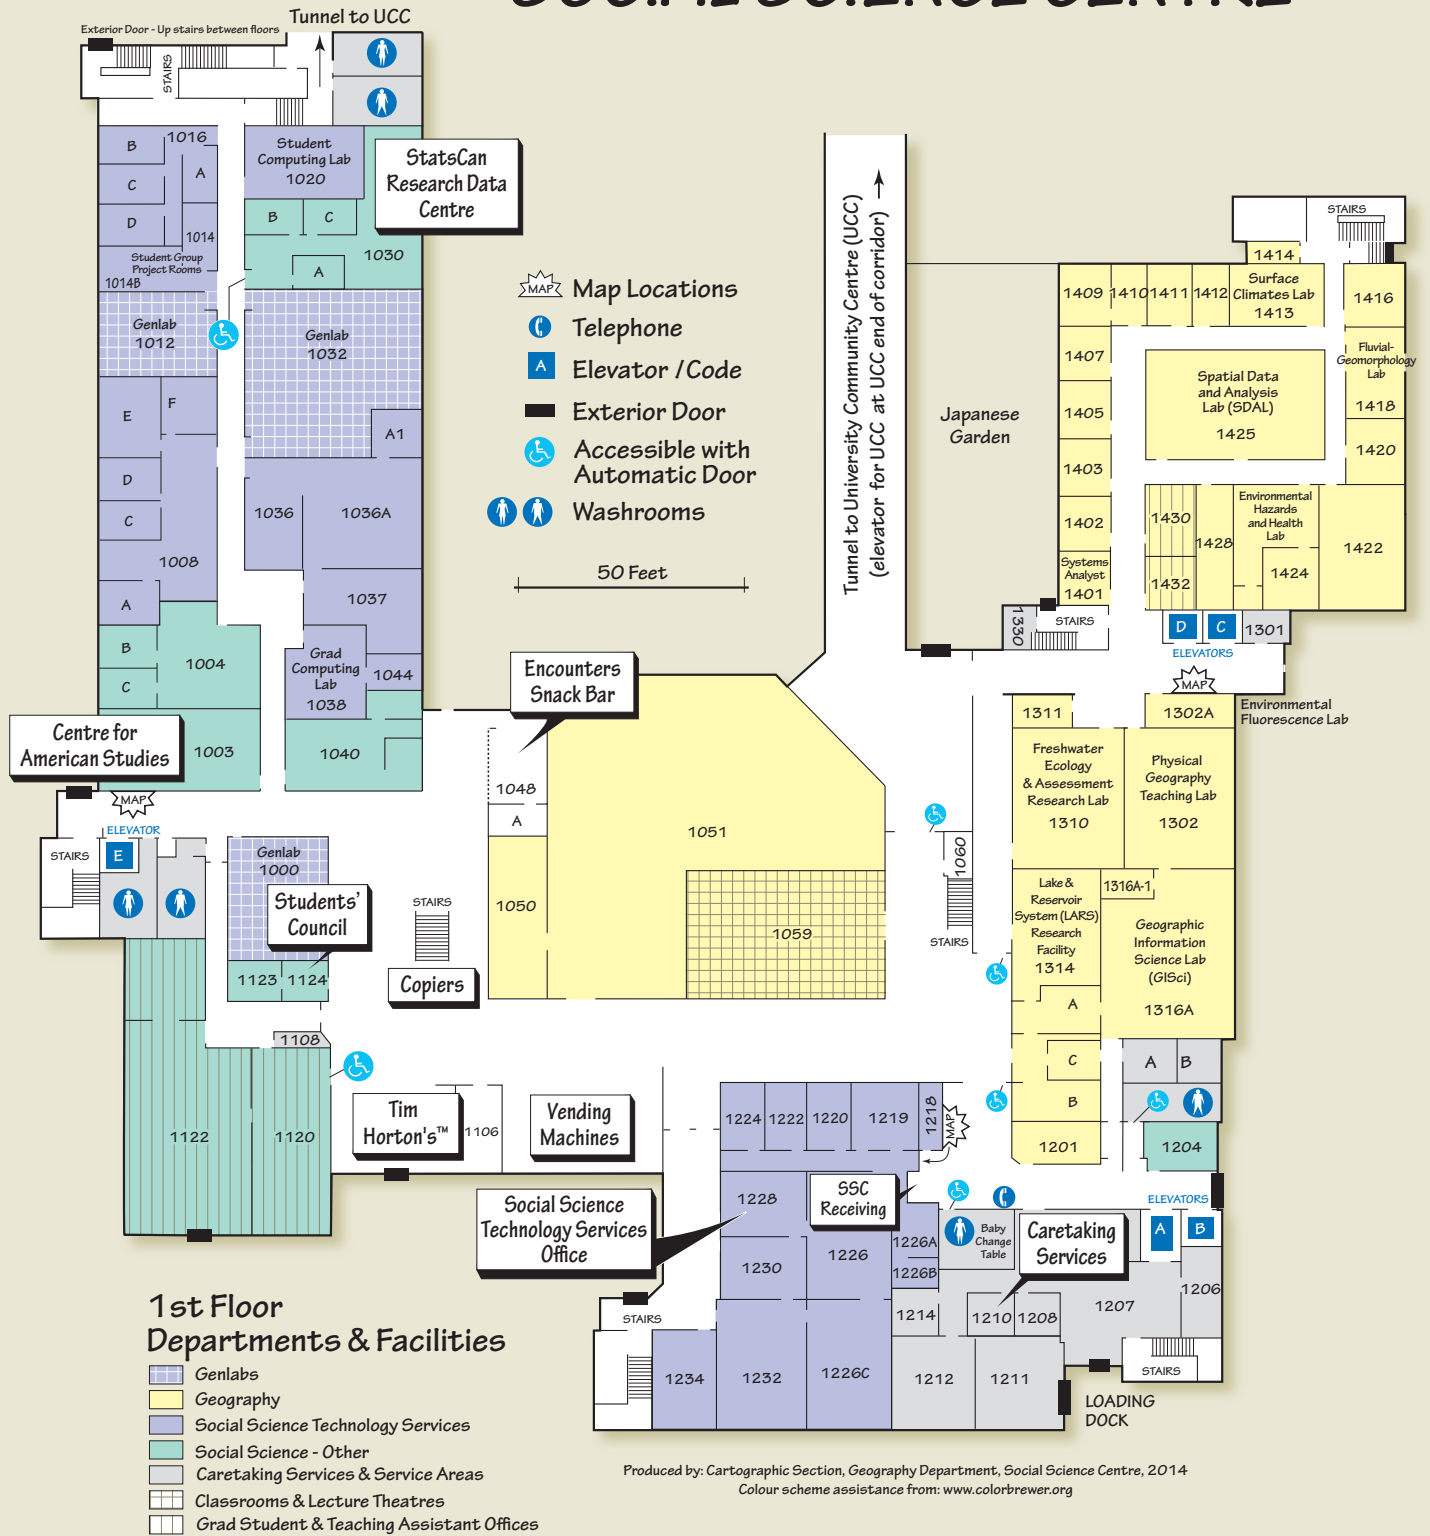 SOCIAL SCIENCE CENTRE
Tunnel to UCC
Exterior Door - Up stairs between floors
STAIRS
1016
B
A
C
D
1014
Student Group
Project Rooms
1014B
Student
Computing Lab
1020
StatsCan
Research Data
Centre
B
C
1030
A
Genlab
1012
Genlab
1032
A1
E
F
D
C
1008
A
1036
1036A
1037
B
1004
C
Grad
Computing
Lab
1038
1044
1003
1040
Centre for
American Studies
MAP
ELEVATOR
STAIRS
E
Genlab
1000
Students'
Council
1123
1124
1108
1122
1120
STAIRS
Copiers
Tim
Horton's™
1106
Vending
Machines
MAP
Map Locations
Telephone
A
Elevator / Code
Exterior Door
Accessible with
Automatic Door
Washrooms
50 Feet
Encounters
Snack Bar
1048
A
1050
1051
1059
Tunnel to University Community Centre (UCC)
(elevator for UCC at UCC end of corridor)
Japanese
Garden
STAIRS
1414
1409
1410
1411
1412
Surface
Climates Lab
1413
1416
1407
Fluvial-
Geomorphology
Lab
1418
Spatial Data
and Analysis
Lab (SDAL)
1425
1405
1420
1403
1402
1430
1428
Environmental
Hazards
and Health
Lab
1424
1422
1432
Systems
Analyst
1401
1330
STAIRS
D
C
1301
ELEVATORS
MAP
Environmental
Fluorescence Lab
1311
1302A
Freshwater
Ecology
& Assessment
Research Lab
1310
Physical
Geography
Teaching Lab
1302
1060
STAIRS
Lake &
Reservoir
System (LARS)
Research
Facility
1314
1316A-1
Geographic
Information
Science Lab
(GISci)
1316A
A
C
B
A
B
1201
1204
1224
1222
1220
1219
1218
MAP
SSC
Receiving
1228
Social Science
Technology Services
Office
1230
1226
1226A
1226B
Baby
Change
Table
Caretaking
Services
ELEVATORS
A
B
1206
1207
1214
1210
1208
STAIRS
1234
1232
1226C
1212
1211
STAIRS
LOADING
DOCK
1st Floor
Departments & Facilities
Genlabs
Geography
Social Science Technology Services
Social Science - Other
Caretaking Services & Service Areas
Classrooms & Lecture Theatres
Grad Student & Teaching Assistant Offices
Produced by: Cartographic Section, Geography Department, Social Science Centre, 2014
Colour scheme assistance from: www.colorbrewer.org